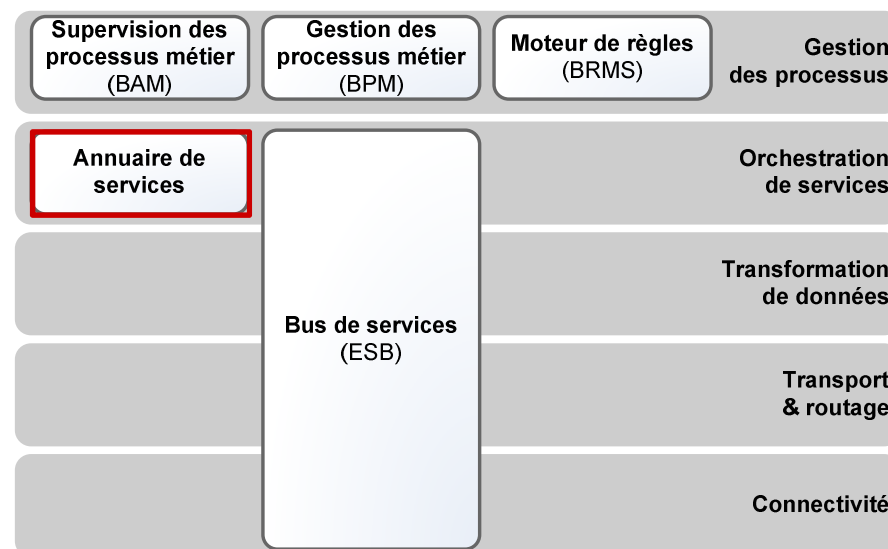 Supervision des
processus métier
(BAM)
Gestion des
processus métier
(BPM)
Moteur de règles
(BRMS)
Gestion
des processus
Annuaire de
services
Orchestration
de services
Transformation
de données
Bus de services
(ESB)
Transport
& routage
Connectivité